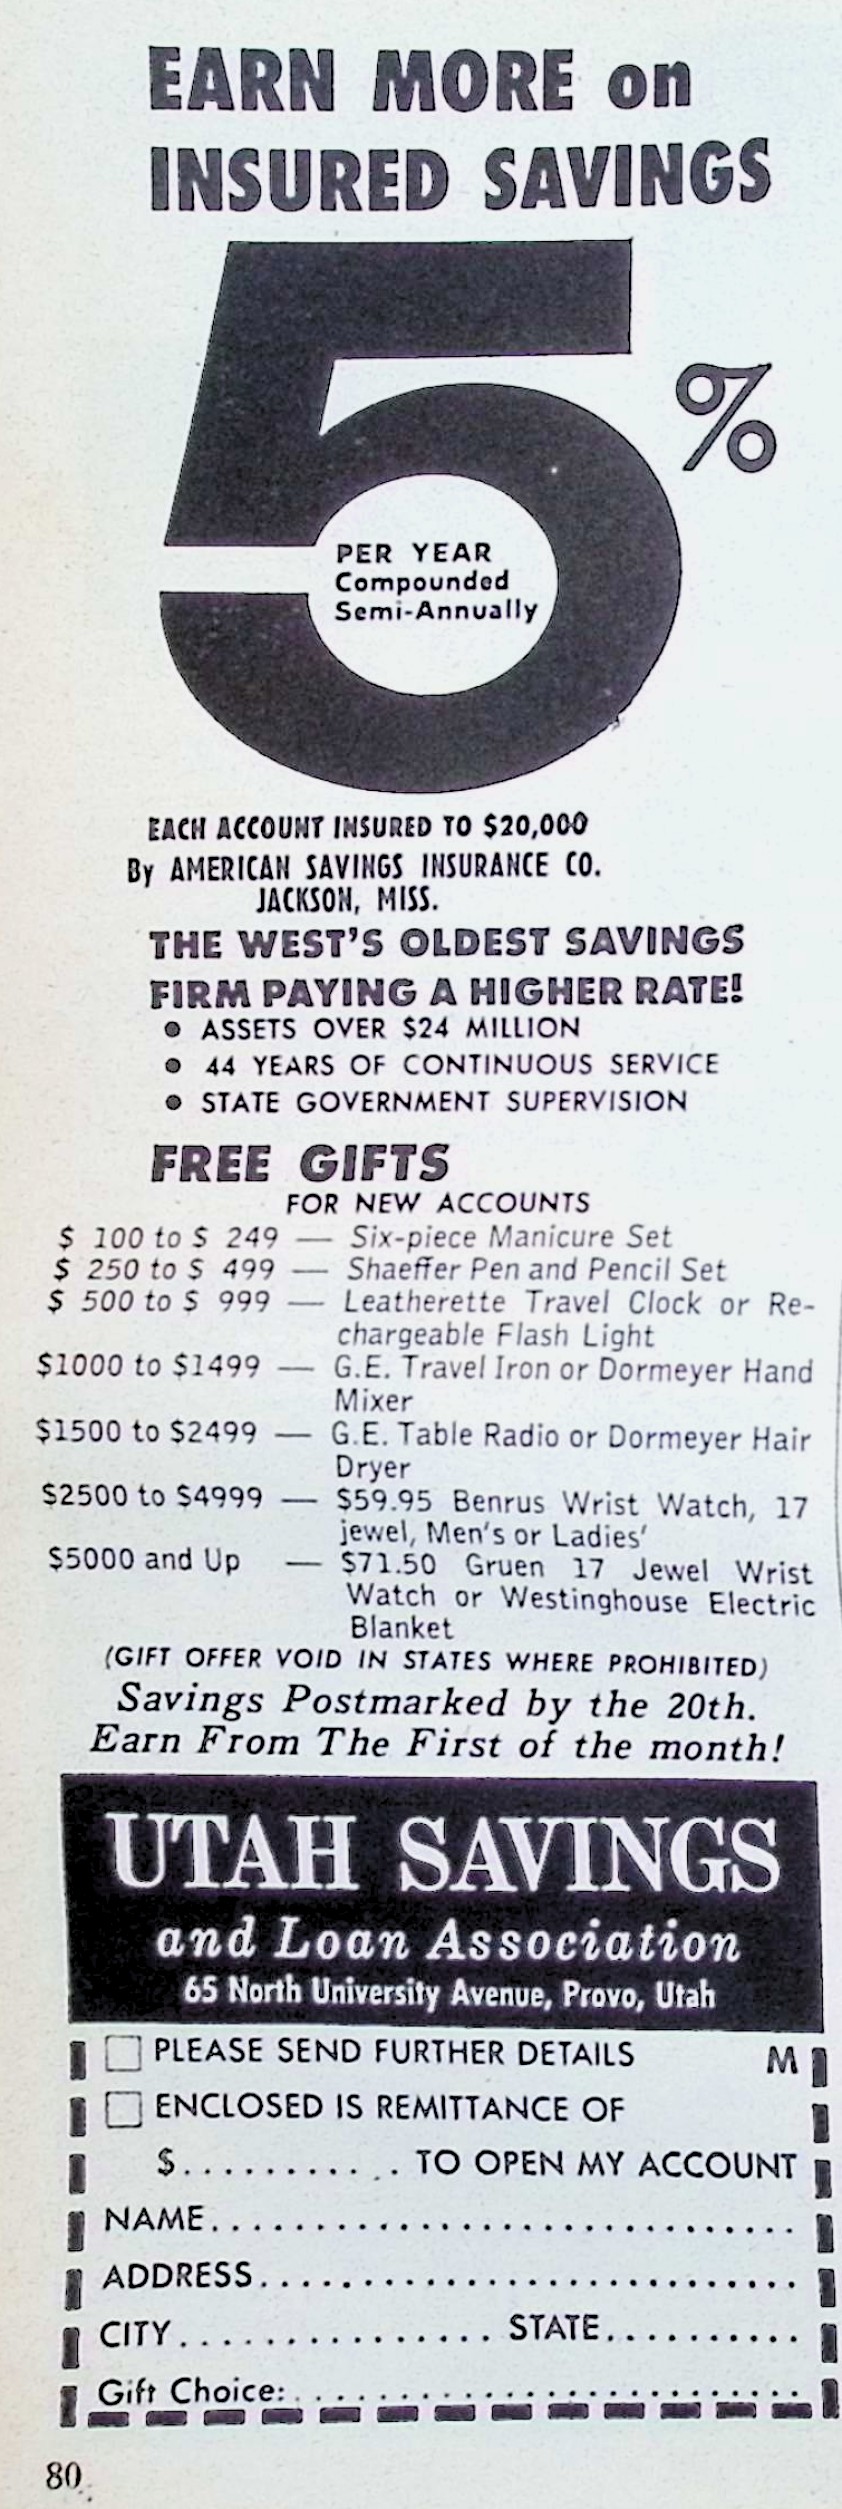 EARN MORE on
INSURED SAVINGS
5%
PER YEAR
Compounded
Semi-Annually
EACH ACCOUNT INSURED TO $20,000
By AMERICAN SAVINGS INSURANCE CO.
JACKSON, MISS.
THE WEST'S OLDEST SAVINGS
FIRM PAYING A HIGHER RATE!
● ASSETS OVER $24 MILLION
● 44 YEARS OF CONTINUOUS SERVICE
● STATE GOVERNMENT SUPERVISION
FREE GIFTS
FOR NEW ACCOUNTS
$ 100 to $ 249 — Six-piece Manicure Set
$ 250 to $ 499 — Shaeffer Pen and Pencil Set
$ 500 to $ 999 — Leatherette Travel Clock or Re-
chargeable Flash Light
$1000 to $1499 — G.E. Travel Iron or Dormeyer Hand
Mixer
$1500 to $2499 — G.E. Table Radio or Dormeyer Hair
Dryer
$2500 to $4999 — $59.95 Benrus Wrist Watch, 17
jewel, Men's or Ladies'
$5000 and Up — $71.50 Gruen 17 Jewel Wrist
Watch or Westinghouse Electric
Blanket
(GIFT OFFER VOID IN STATES WHERE PROHIBITED)
Savings Postmarked by the 20th.
Earn From The First of the month!
UTAH SAVINGS
and Loan Association
65 North University Avenue, Provo, Utah
☐ PLEASE SEND FURTHER DETAILS M
☐ ENCLOSED IS REMITTANCE OF
$............ TO OPEN MY ACCOUNT
NAME..............................
ADDRESS............................
CITY................ STATE..........
Gift Choice:.........................
80